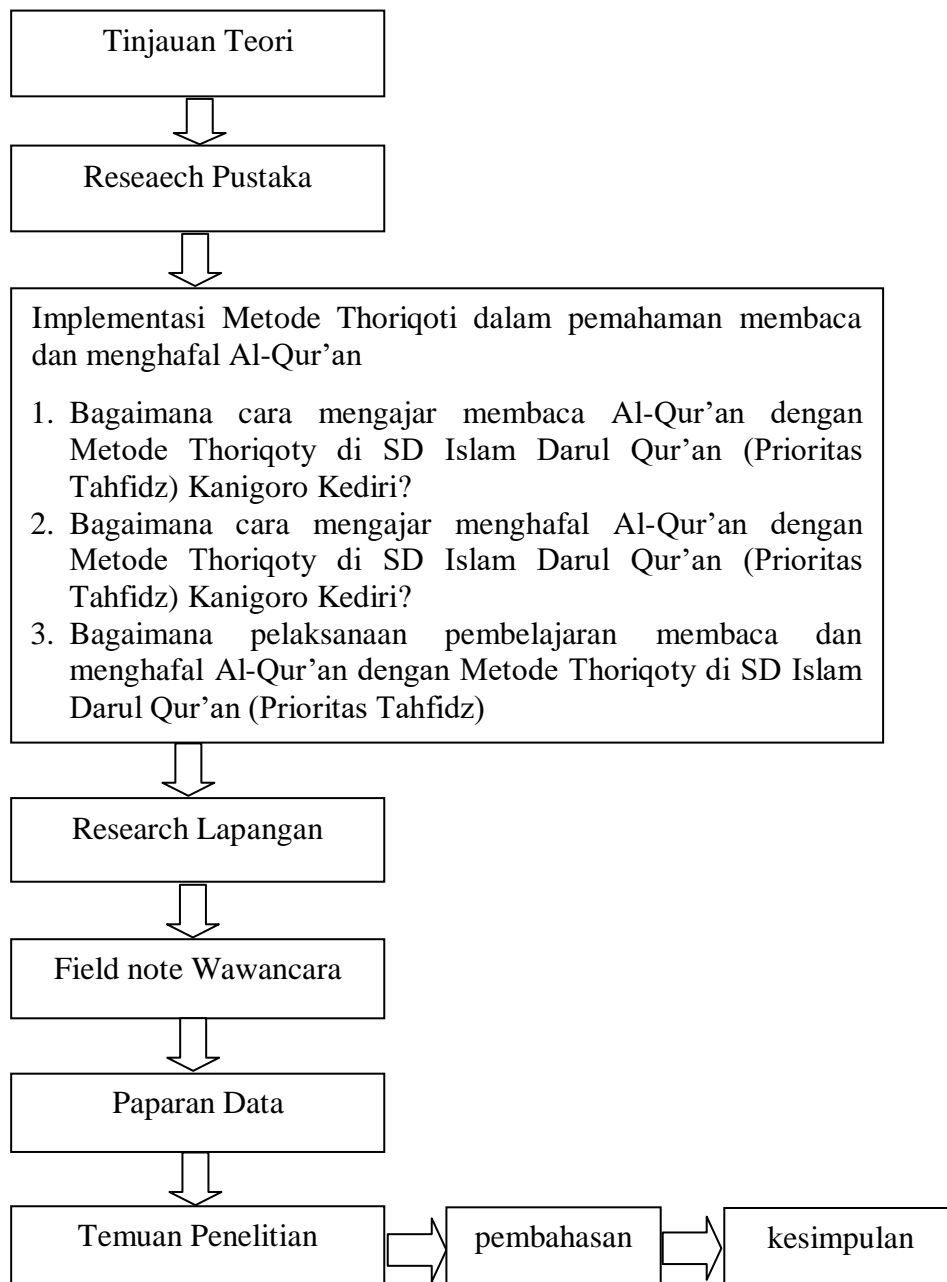 Tinjauan Teori
Reseaech Pustaka
Implementasi Metode Thoriqoti dalam pemahaman membaca
dan menghafal Al-Qur’an
1. Bagaimana cara mengajar membaca Al-Qur’an dengan
Metode Thoriqoty di SD Islam Darul Qur’an (Prioritas
Tahfidz) Kanigoro Kediri?
2. Bagaimana cara mengajar menghafal Al-Qur’an dengan
Metode Thoriqoty di SD Islam Darul Qur’an (Prioritas
Tahfidz) Kanigoro Kediri?
3. Bagaimana pelaksanaan pembelajaran membaca dan
menghafal Al-Qur’an dengan Metode Thoriqoty di SD Islam
Darul Qur’an (Prioritas Tahfidz)
Research Lapangan
Field note Wawancara
Paparan Data
Temuan Penelitian
pembahasan
kesimpulan